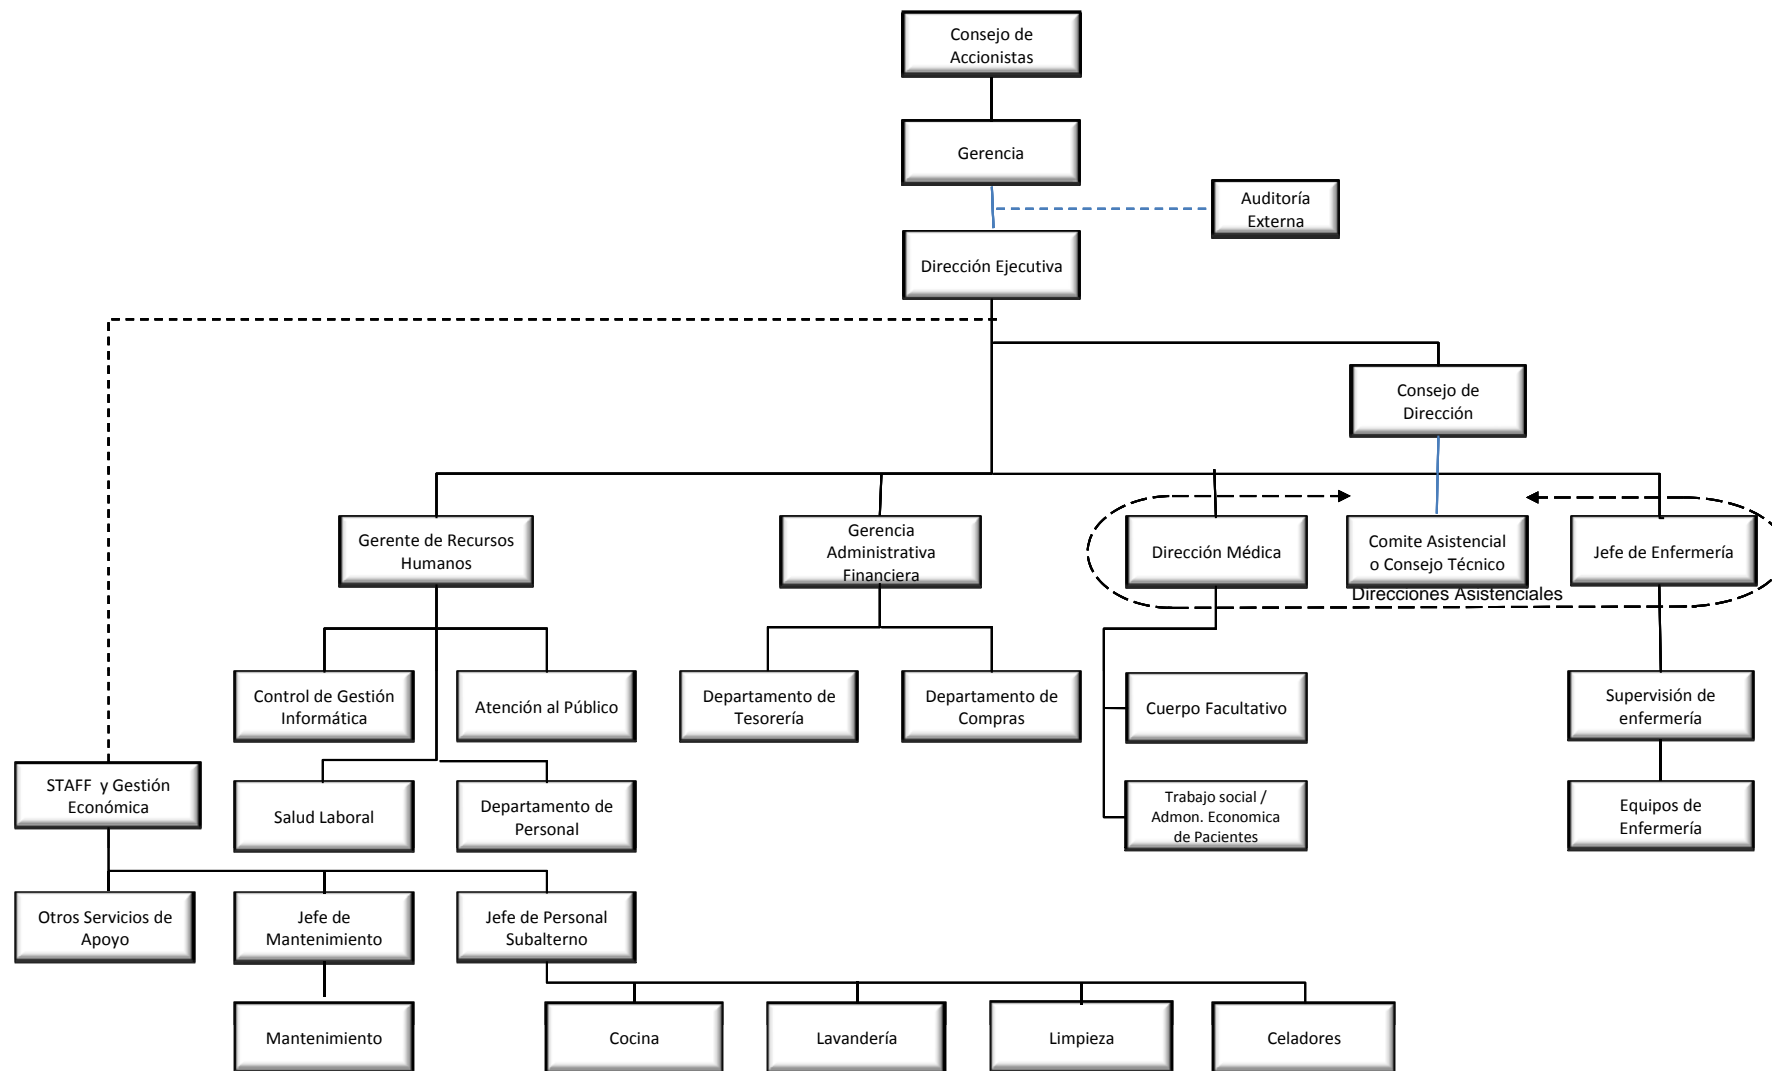 Consejo de
Accionistas
Gerencia
Auditoría
Externa
Dirección Ejecutiva
Consejo de
Dirección
Gerente de Recursos
Humanos
Gerencia
Administrativa
Financiera
Dirección Médica
Comite Asistencial
o Consejo Técnico
Jefe de Enfermería
Direcciones Asistenciales
Control de Gestión
Informática
Atención al Público
Departamento de
Tesorería
Departamento de
Compras
Cuerpo Facultativo
Supervisión de
enfermería
STAFF y Gestión
Económica
Salud Laboral
Departamento de
Personal
Trabajo social /
Admon. Economica
de Pacientes
Equipos de
Enfermería
Otros Servicios de
Apoyo
Jefe de
Mantenimiento
Jefe de Personal
Subalterno
Mantenimiento
Cocina
Lavandería
Limpieza
Celadores